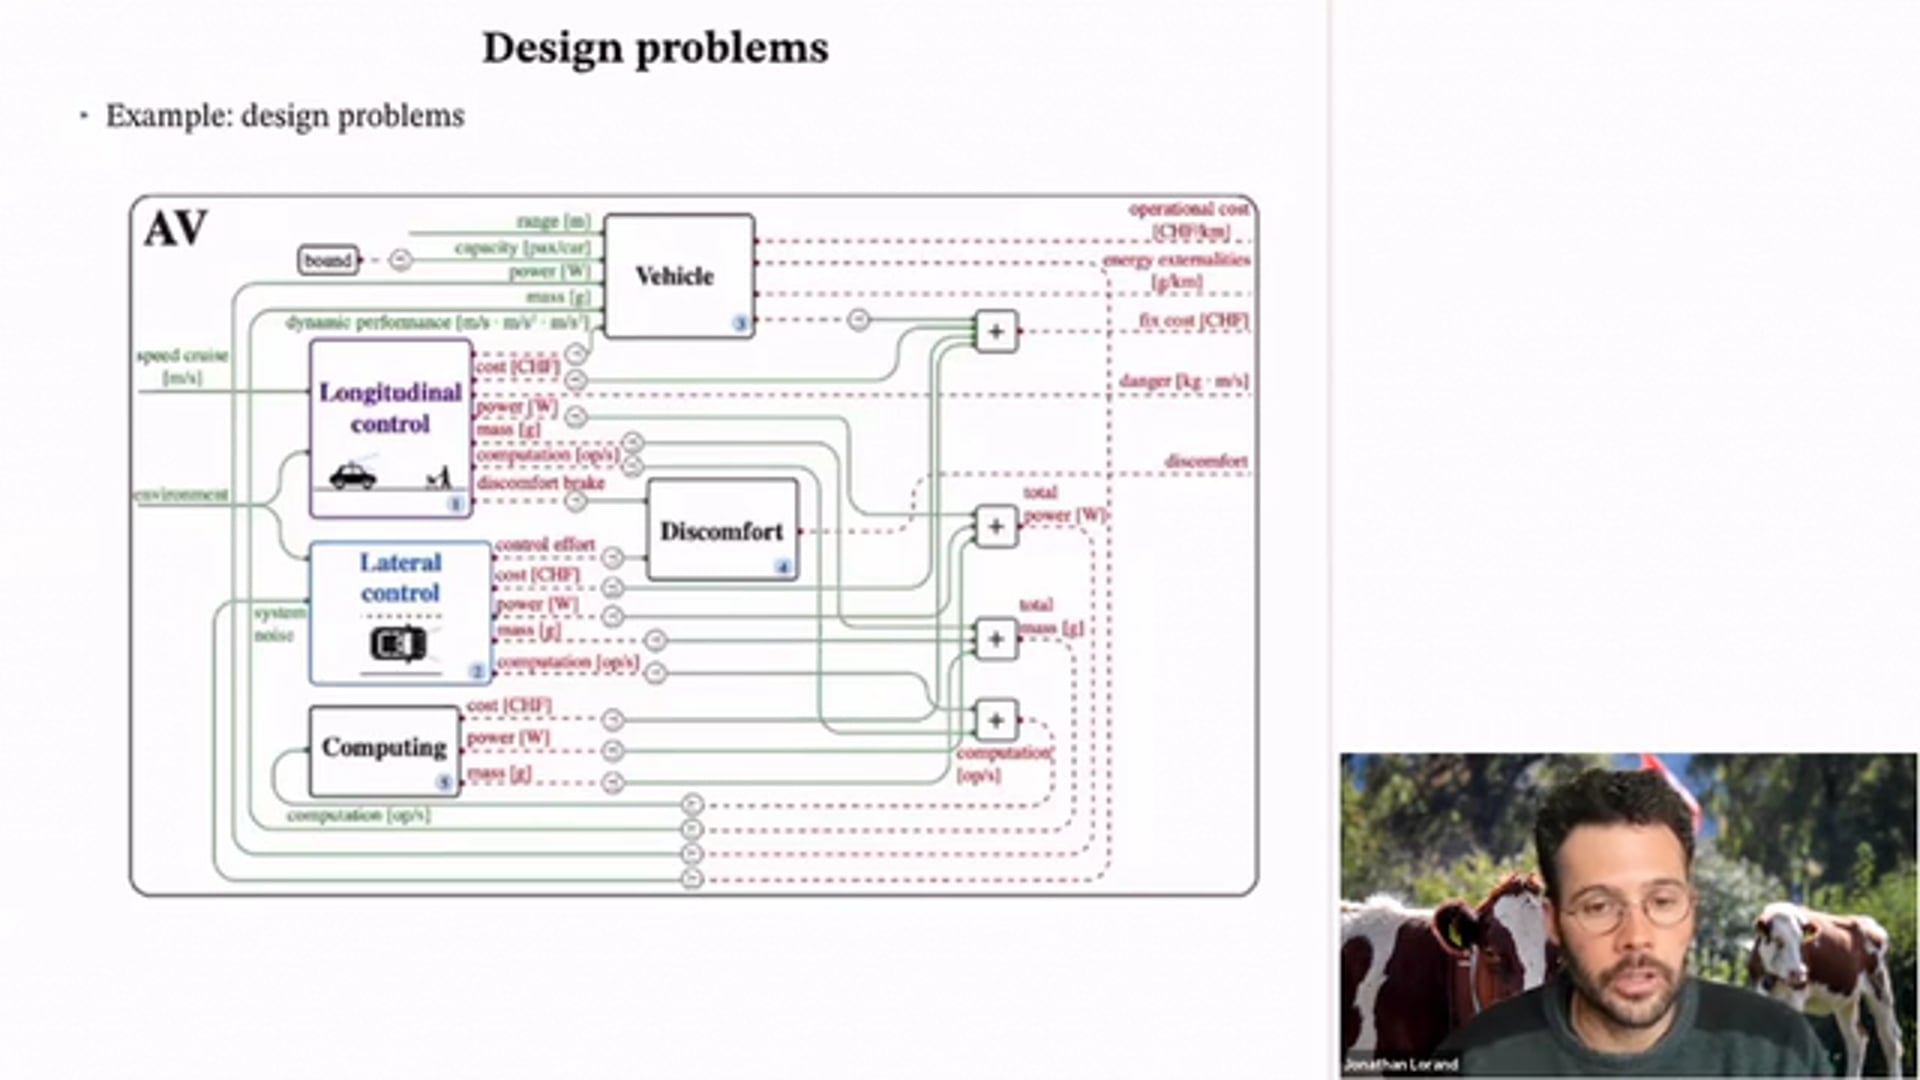 Design problems
• Example: design problems
AV
range [m]
bound
capacity [pax/car]
power [W]
mass [g]
dynamic performance
Vehicle
3
operational cost
[CHF/km]
energy externalities
[g/km]
fix cost [CHF]
+
speed cruise
[m/s]
Longitudinal
control
1
cost [CHF]
danger [kg · m/s]
power [W]
mass [g]
computation [op/s]
discomfort brake
discomfort
environment
Discomfort
4
total
power [W]
+
Lateral
control
2
control effort
cost [CHF]
power [W]
mass [g]
computation [op/s]
system
noise
total
mass [g]
+
Computing
5
cost [CHF]
power [W]
mass [g]
+
computation
[op/s]
computation [op/s]
Jonathan Lorand